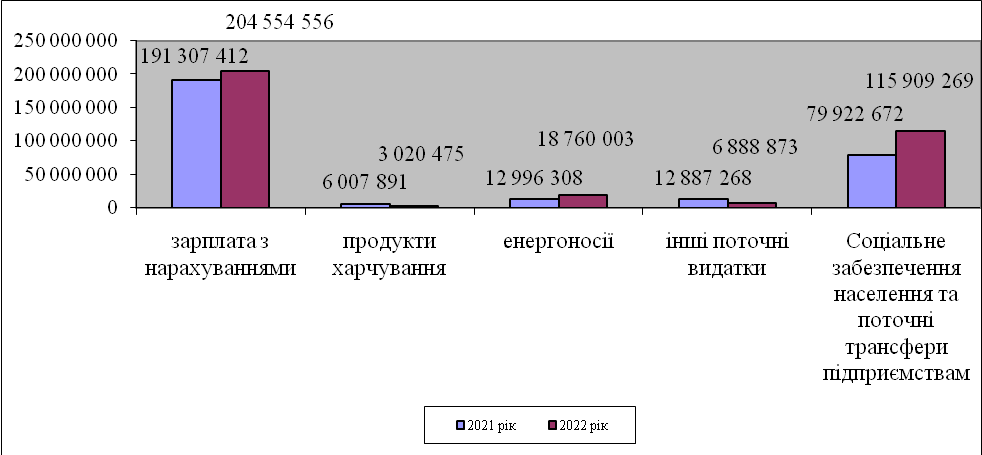 204 554 556
250 000 000
191 307 412
200 000 000
115 909 269
150 000 000
79 922 672
100 000 000
3 020 475
18 760 003
6 888 873
50 000 000
6 007 891
12 996 308
12 887 268
0
зарплата з
нарахуваннями
продукти
харчування
енергоносії
інші поточні
видатки
Соціальне
забезпечення
населення та
поточні
трансфери
підприємствам
2021 рік
2022 рік